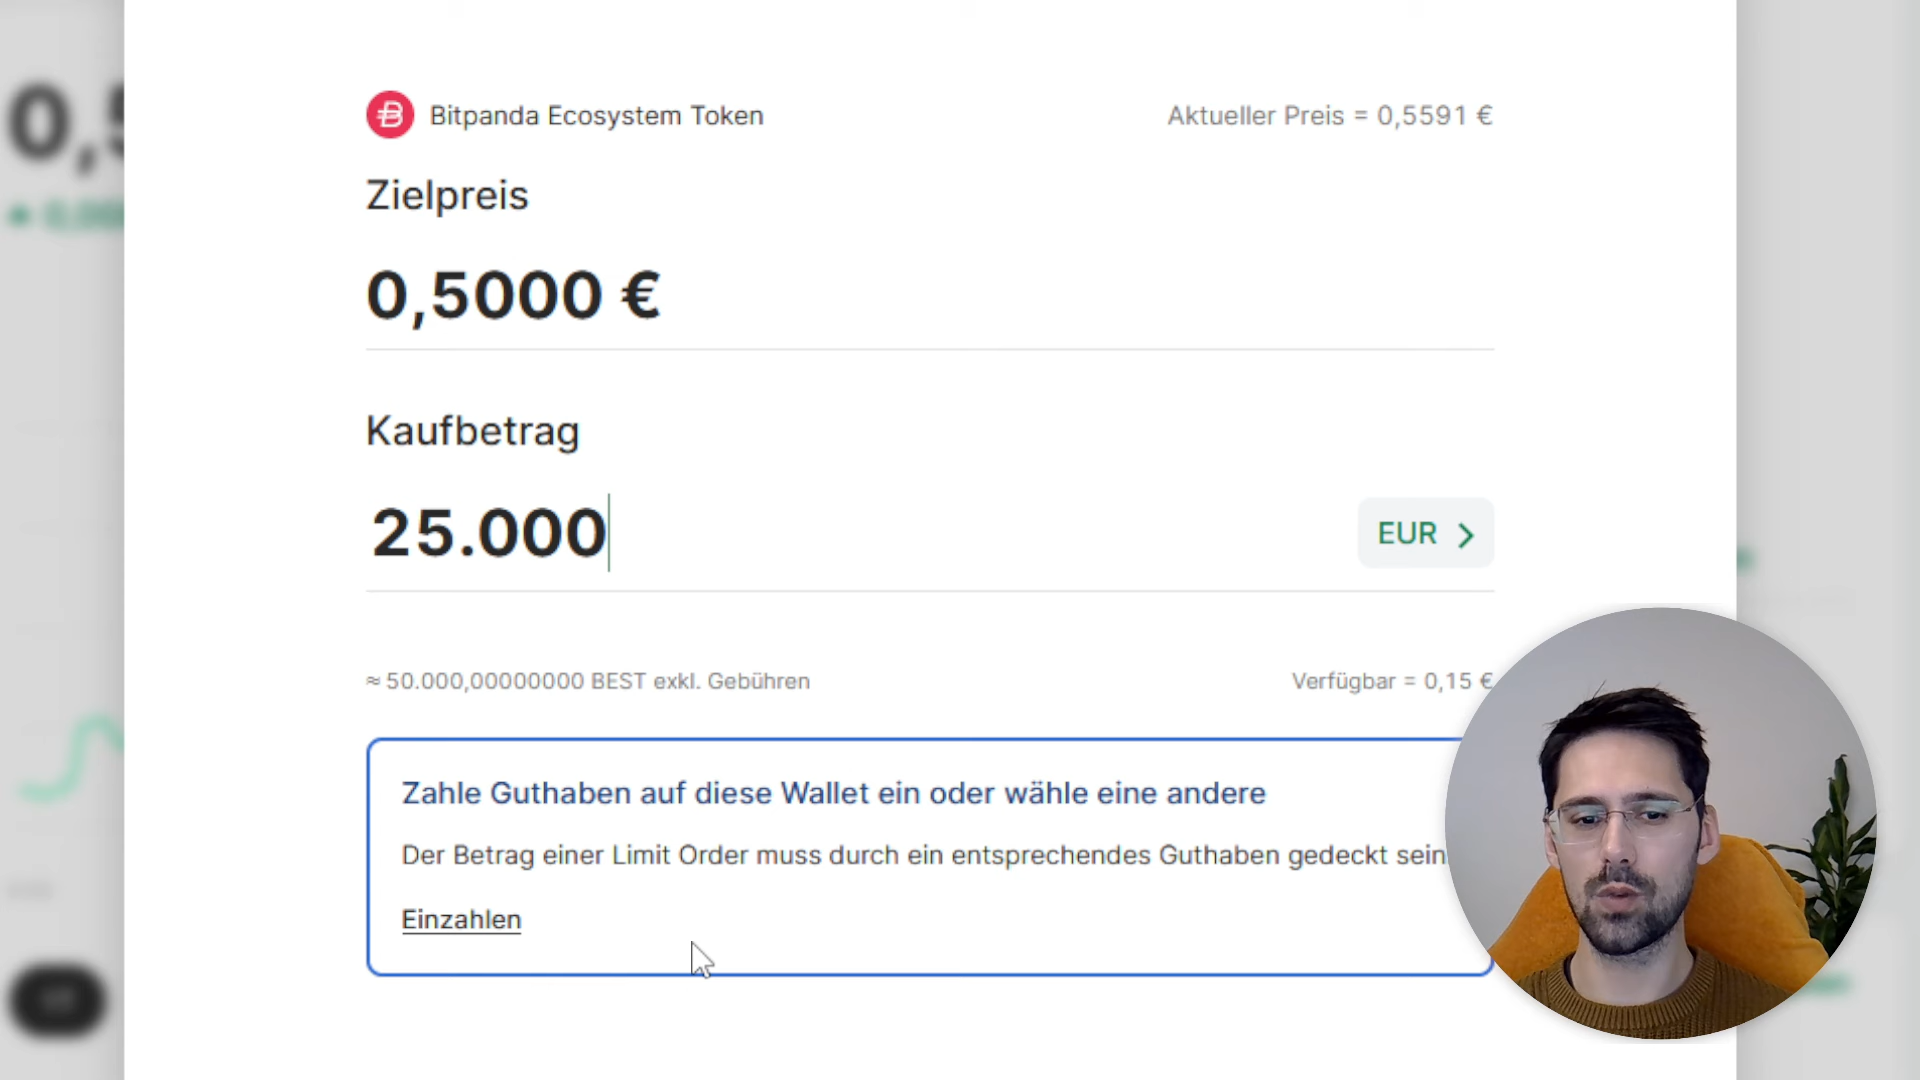 Bitpanda Ecosystem Token
Aktueller Preis = 0,5591 €
Zielpreis
0,5000 €
Kaufbetrag
25.000
EUR
≈ 50.000,00000000 BEST exkl. Gebühren
Verfügbar = 0,15 €
Zahle Guthaben auf diese Wallet ein oder wähle eine andere
Der Betrag einer Limit Order muss durch ein entsprechendes Guthaben gedeckt sein
Einzahlen